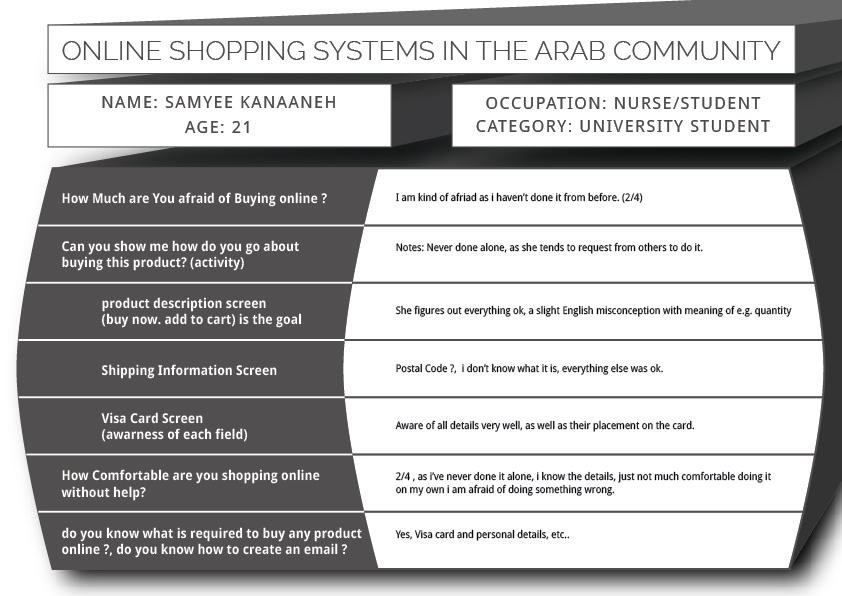 ONLINE SHOPPING SYSTEMS IN THE ARAB COMMUNITY
NAME: SAMYEE KANAANEH
AGE: 21
OCCUPATION: NURSE/STUDENT
CATEGORY: UNIVERSITY STUDENT
How Much are You afraid of Buying online ?
I am kind of afriad as i haven't done it from before. (2/4)
Can you show me how do you go about
buying this product? (activity)
Notes: Never done alone, as she tends to request from others to do it.
product description screen
(buy now. add to cart) is the goal
She figures out everything ok, a slight English misconception with meaning of e.g. quantity
Shipping Information Screen
Postal Code ?,  i don't know what it is, everything else was ok.
Visa Card Screen
(awarness of each field)
Aware of all details very well, as well as their placement on the card.
How Comfortable are you shopping online
without help?
2/4 , as i've never done it alone, i know the details, just not much comfortable doing it
on my own i am afraid of doing something wrong.
do you know what is required to buy any product
online ?, do you know how to create an email ?
Yes, Visa card and personal details, etc..